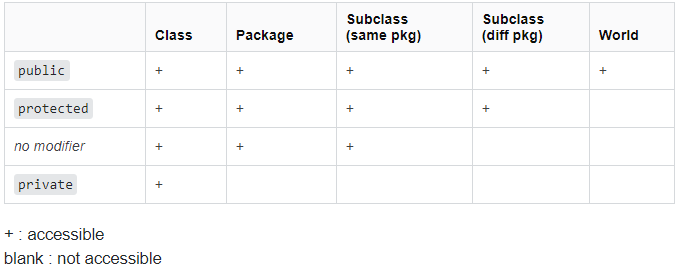 Class Package Subclass (same pkg) Subclass (diff pkg) World
public + + + + +
protected + + + +
no modifier + + +
private +
+ : accessible
blank : not accessible